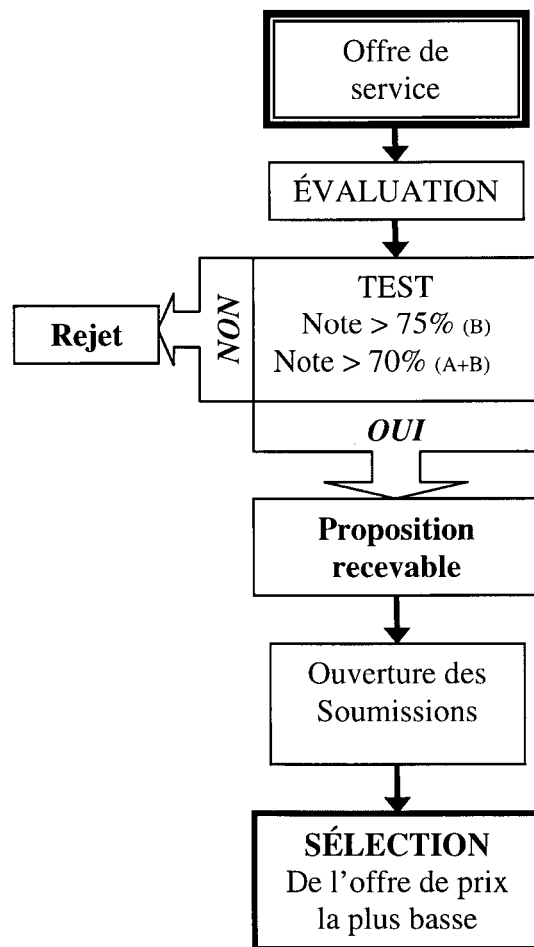 Offre de
service
ÉVALUATION
TEST
Note > 75% (B)
Note > 70% (A+B)
NON
Rejet
OUI
Proposition
recevable
Ouverture des
Soumissions
SÉLECTION
De l'offre de prix
la plus basse